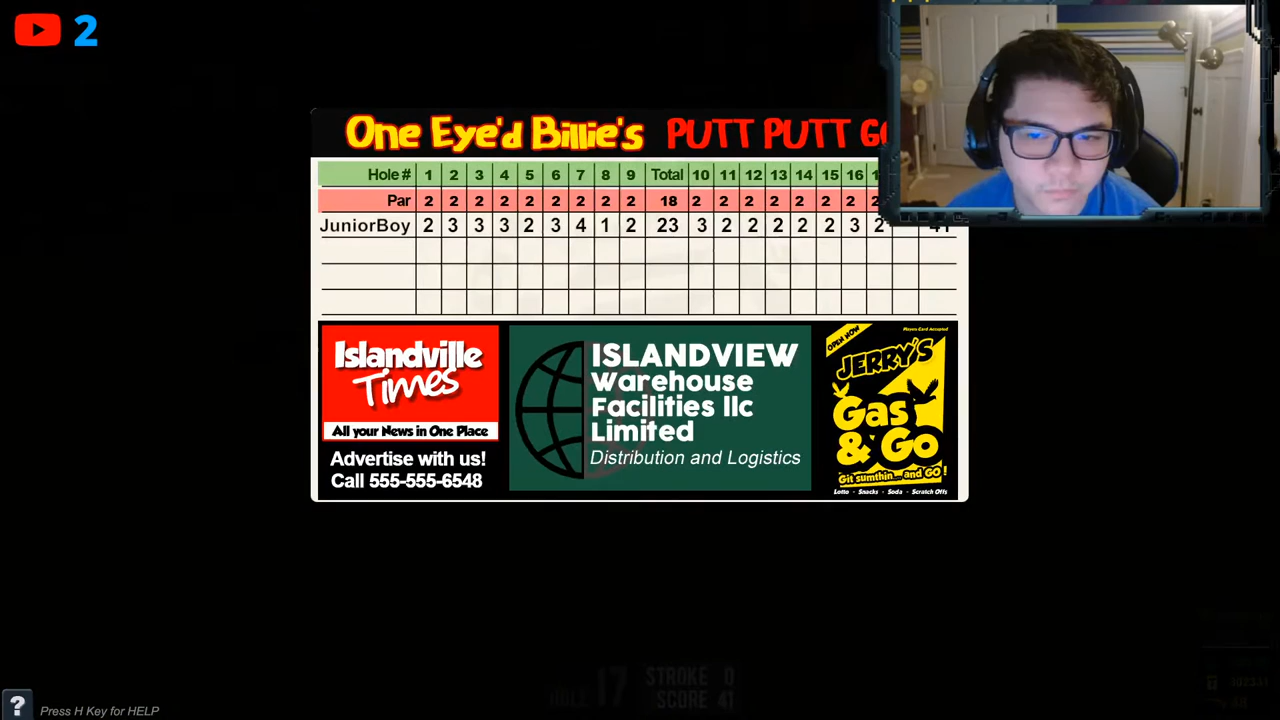 2
One Eye'd Billie's PUTT PUTT
Hole # 1 2 3 4 5 6 7 8 9 Total 10 11 12 13 14 15 16
Par 2 2 2 2 2 2 2 2 2 18 2 2 2 2 2 2 2 2
JuniorBoy 2 3 3 3 2 3 4 1 2 23 3 2 2 2 2 2 3 2 41
Islandville
Times
All your News in One Place
Advertise with us!
Call 555-555-6548
ISLANDVIEW
Warehouse
Facilities llc
Limited
Distribution and Logistics
OPEN NOW
Players Card Accepted
JERRY'S
Gas
& Go
Git sumthin... and GO!
Lotto - Snacks - Soda - Scratch Offs
17
STROKE 0
SCORE 41
? Press H Key for HELP